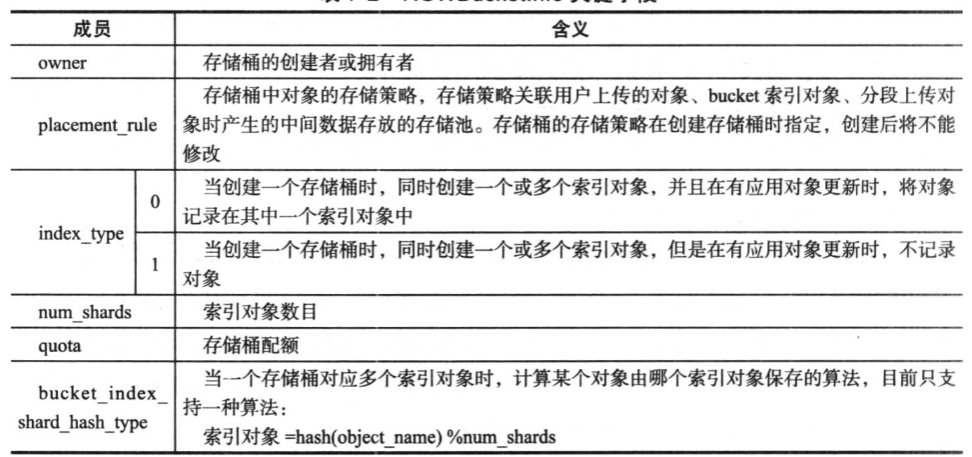 成员 含义
owner 存储桶的创建者或拥有者
存储桶中对象的存储策略，存储策略关联用户上传的对象、bucket 索引对象、分段上传对
placement_rule 象时产生的中间数据存放的存储池。存储桶的存储策略在创建存储桶时指定，创建后将不能
修改
index_type 0 当创建一个存储桶时，同时创建一个或多个索引对象，并且在有应用对象更新时，将对象
记录在其中一个索引对象中
1 当创建一个存储桶时，同时创建一个或多个索引对象，但是在有应用对象更新时，不记录
对象
num_shards 索引对象数目
quota 存储桶配额
当一个存储桶对应多个索引对象时，计算某个对象由哪个索引对象保存的算法，目前只支
bucket_index_ 持一种算法：
shard_hash_type 索引对象 =hash(object_name) %num_shards